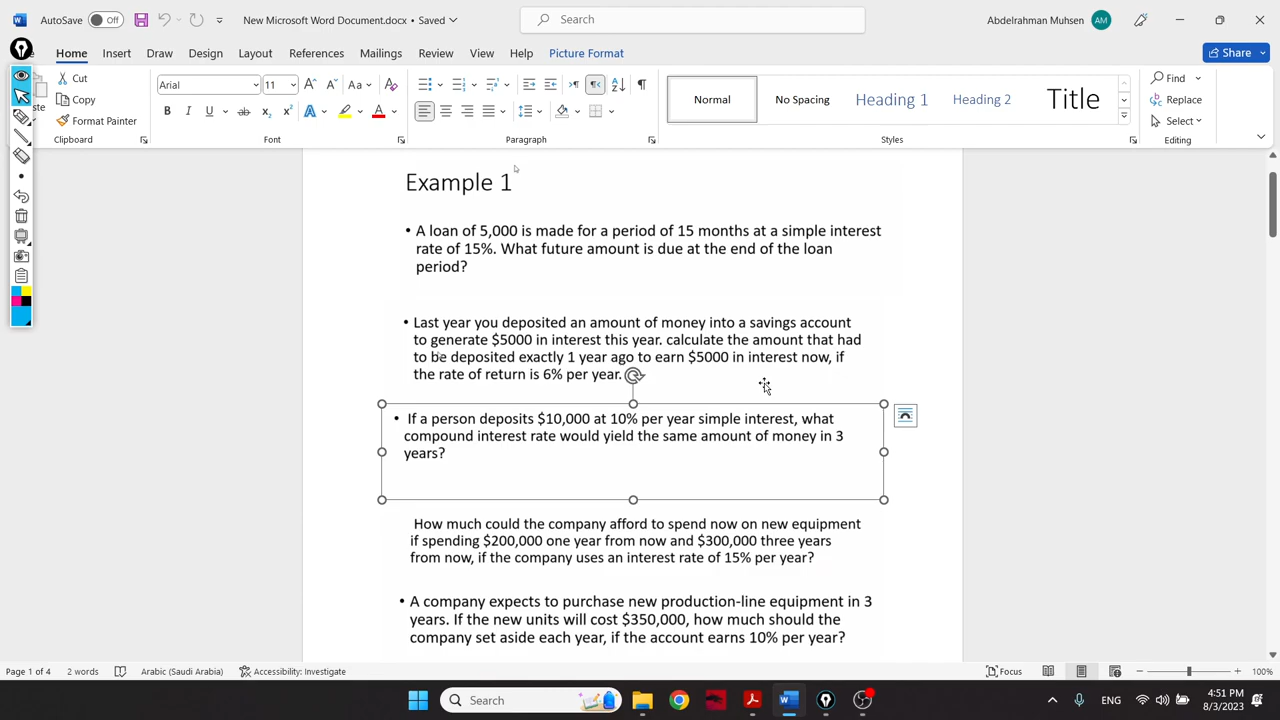 AutoSave Off New Microsoft Word Document.docx • Saved Search Abdelrahman Muhsen AM
Home Insert Draw Design Layout References Mailings Review View Help Picture Format Share
Cut
Copy
Format Painter
Clipboard
Arial 11
Font
Paragraph
Normal No Spacing Heading 1 Heading 2 Title
Styles
Find
Replace
Select
Editing
Example 1
• A loan of 5,000 is made for a period of 15 months at a simple interest
rate of 15%. What future amount is due at the end of the loan
period?
• Last year you deposited an amount of money into a savings account
to generate $5000 in interest this year. calculate the amount that had
to be deposited exactly 1 year ago to earn $5000 in interest now, if
the rate of return is 6% per year.
• If a person deposits $10,000 at 10% per year simple interest, what
compound interest rate would yield the same amount of money in 3
years?
How much could the company afford to spend now on new equipment
if spending $200,000 one year from now and $300,000 three years
from now, if the company uses an interest rate of 15% per year?
• A company expects to purchase new production-line equipment in 3
years. If the new units will cost $350,000, how much should the
company set aside each year, if the account earns 10% per year?
Page 1 of 4 2 words Arabic (Saudi Arabia) Accessibility: Investigate Focus 100%
Search ENG 4:51 PM
8/3/2023